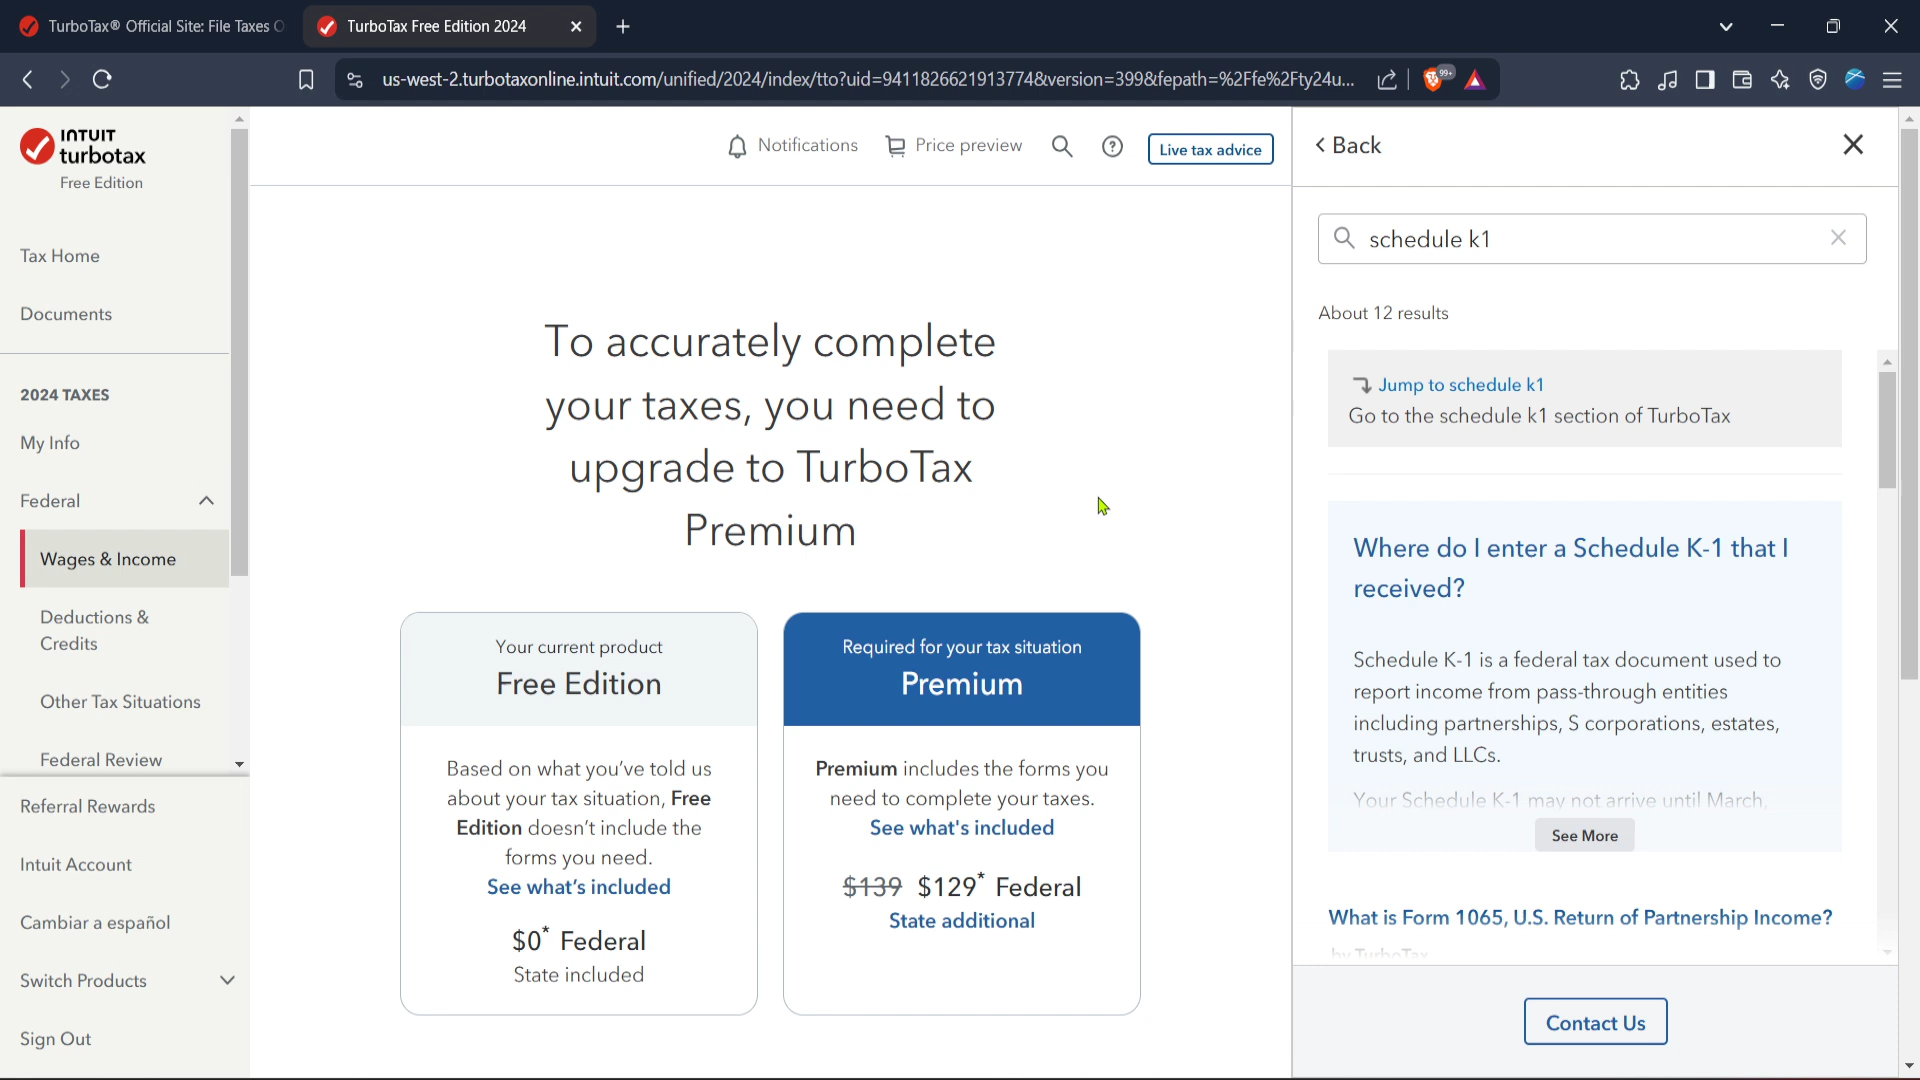 TurboTax® Official Site: File Taxes O
TurboTax Free Edition 2024
us-west-2.turbotaxonline.intuit.com/unified/2024/index/tto?uid=9411826621913774&version=399&fepath=%2Ffe%2Fty24u...
99+
INTUIT
turbotax
Free Edition
Tax Home
Documents
2024 TAXES
My Info
Federal
Wages & Income
Deductions &
Credits
Other Tax Situations
Federal Review
Referral Rewards
Intuit Account
Cambiar a español
Switch Products
Sign Out
Notifications
Price preview
Live tax advice
To accurately complete
your taxes, you need to
upgrade to TurboTax
Premium
Your current product
Free Edition
Based on what you've told us
about your tax situation, Free
Edition doesn't include the
forms you need.
See what's included
$0* Federal
State included
Required for your tax situation
Premium
Premium includes the forms you
need to complete your taxes.
See what's included
$139 $129* Federal
State additional
Back
schedule k1
About 12 results
Jump to schedule k1
Go to the schedule k1 section of TurboTax
Where do I enter a Schedule K-1 that I
received?
Schedule K-1 is a federal tax document used to
report income from pass-through entities
including partnerships, S corporations, estates,
trusts, and LLCs.
Your Schedule K-1 may not arrive until March,
See More
What is Form 1065, U.S. Return of Partnership Income?
by TurboTax
Contact Us